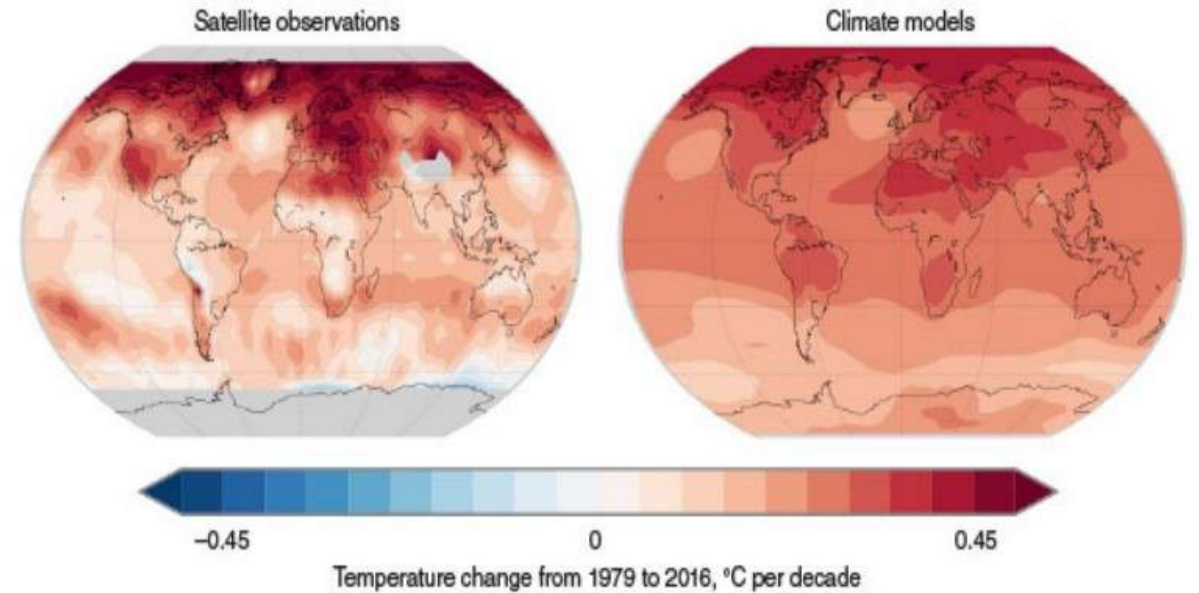 Satellite observations
Climate models
–0.45
0
0.45
Temperature change from 1979 to 2016, °C per decade